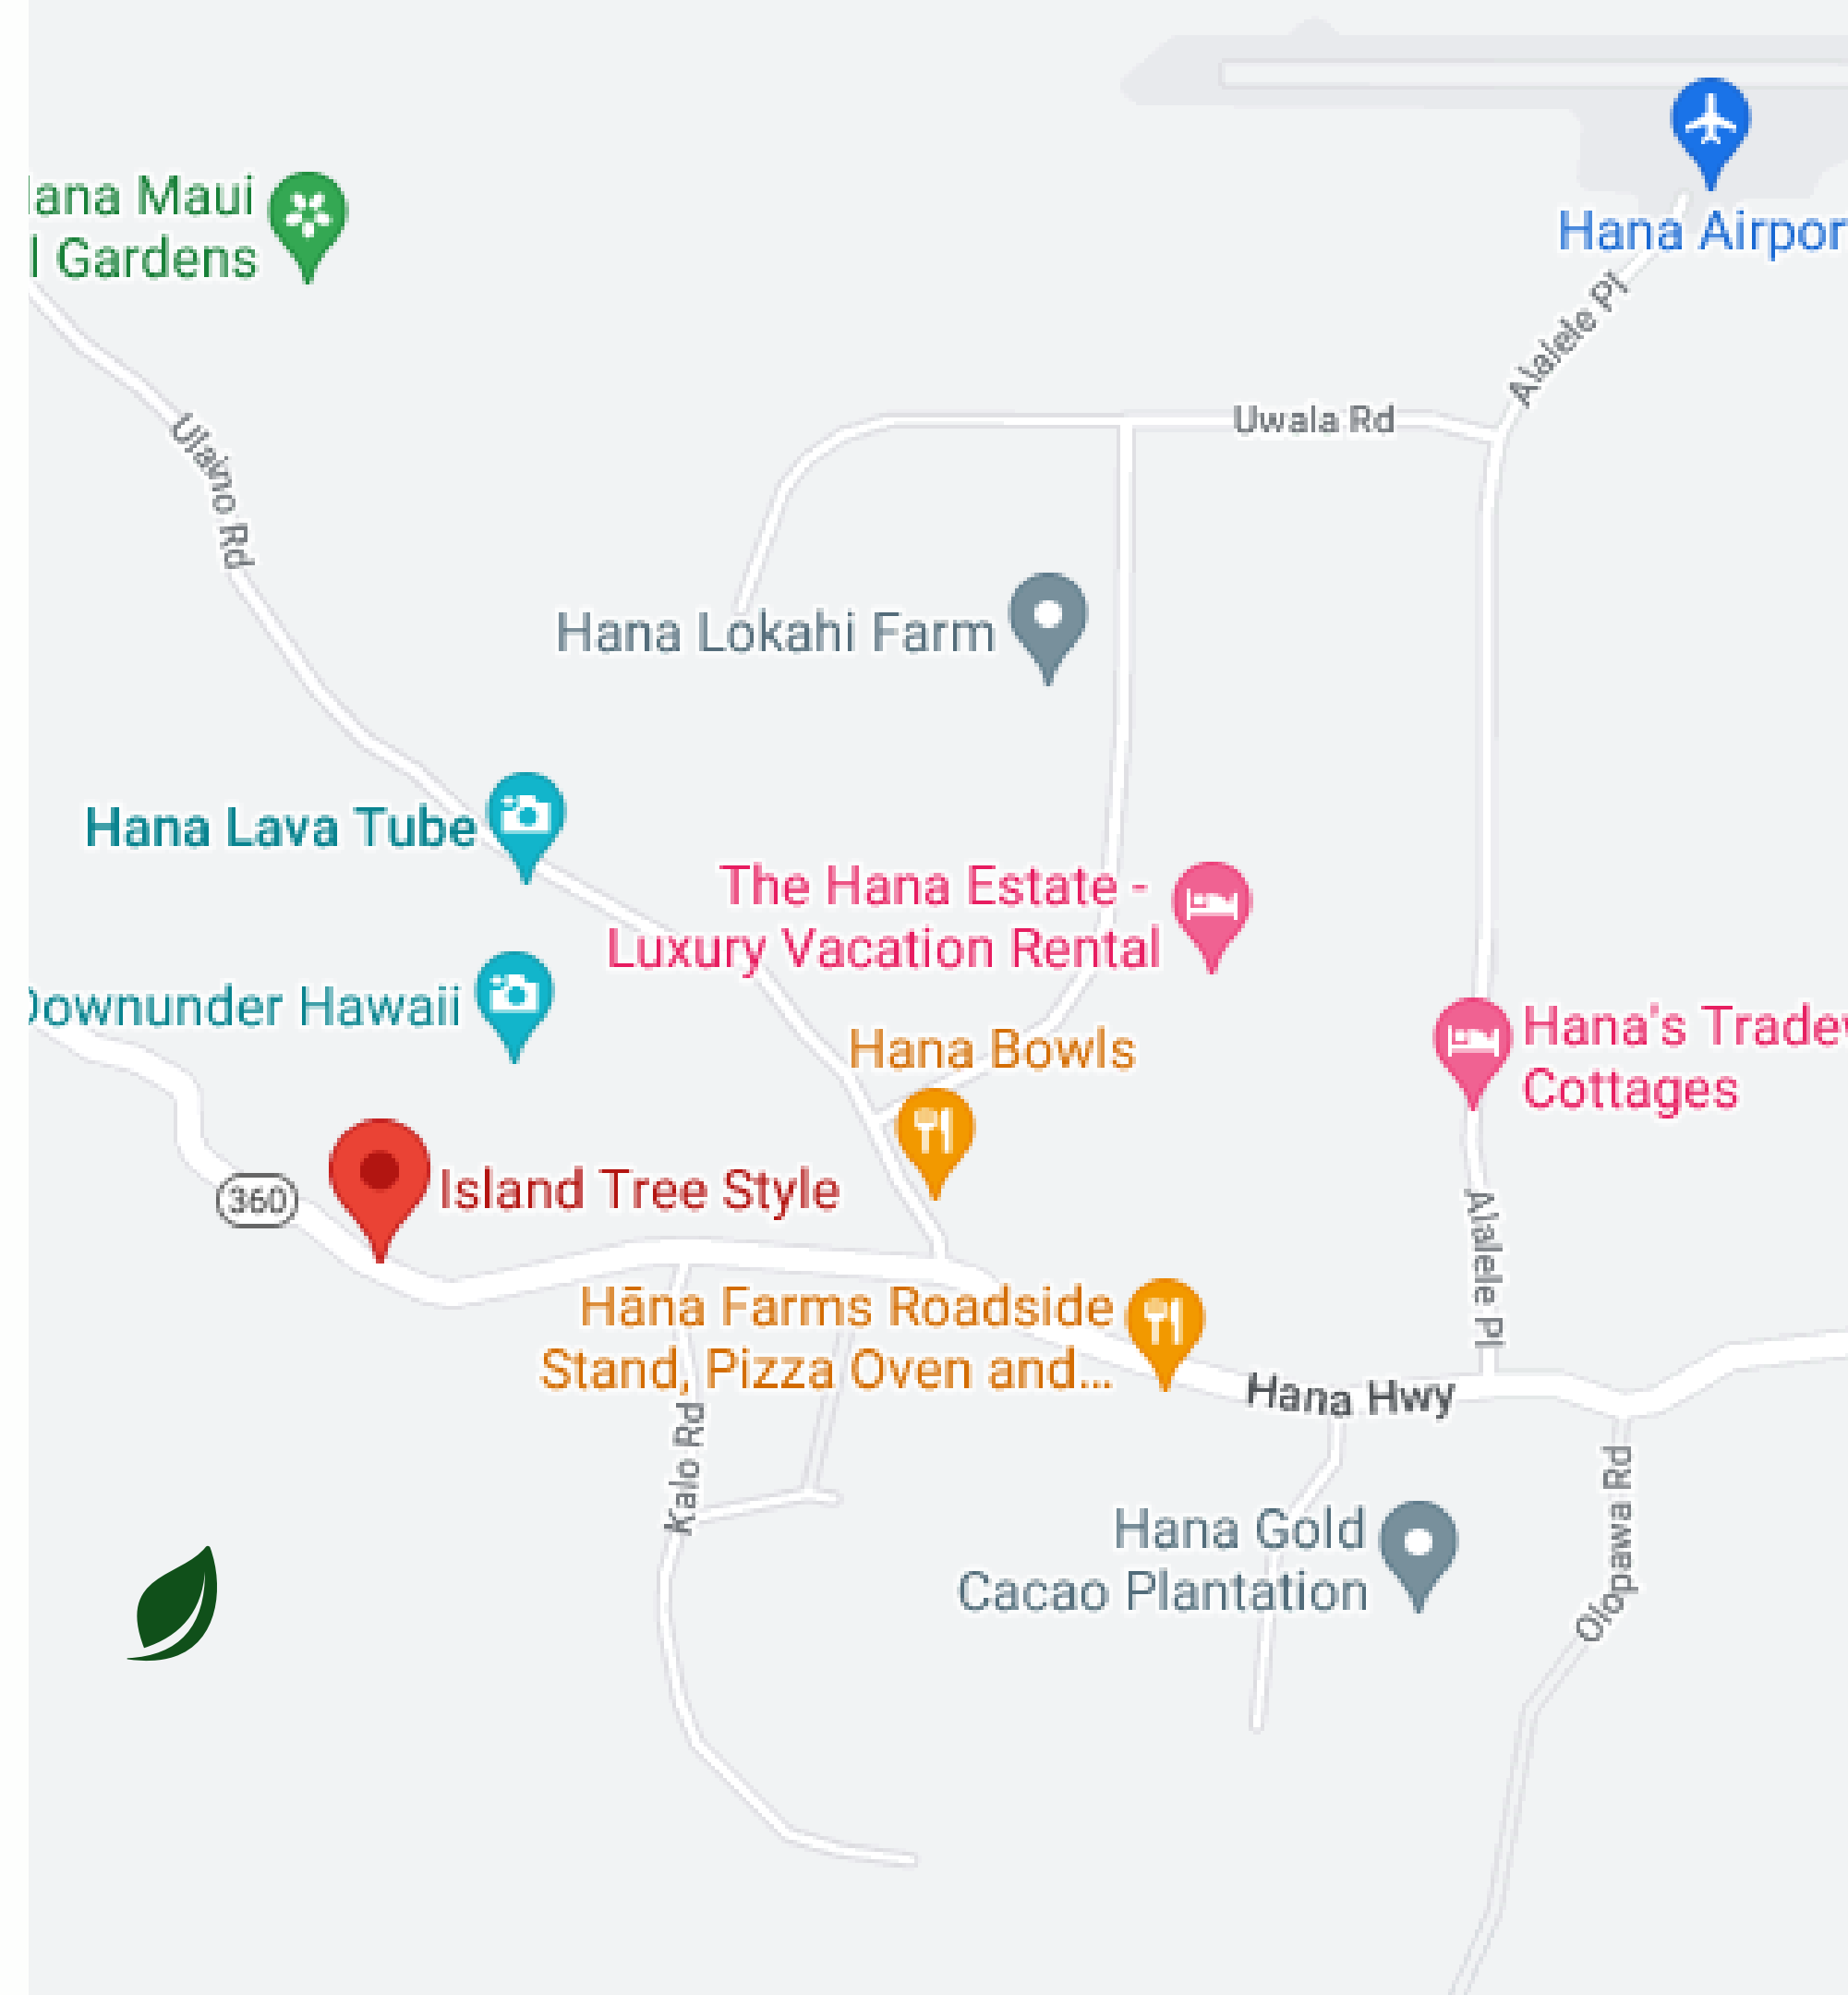 ana Maui
l Gardens
Hana Airpor
Alalele Pl
Uwala Rd
Ulaino Rd
Hana Lokahi Farm
Hana Lava Tube
The Hana Estate -
Luxury Vacation Rental
Downunder Hawaii
Hana Bowls
Hana's Tradew
Cottages
360
Island Tree Style
Alalele Pl
Hāna Farms Roadside
Stand, Pizza Oven and...
Hana Hwy
Kalo Rd
Olopawa Rd
Hana Gold
Cacao Plantation